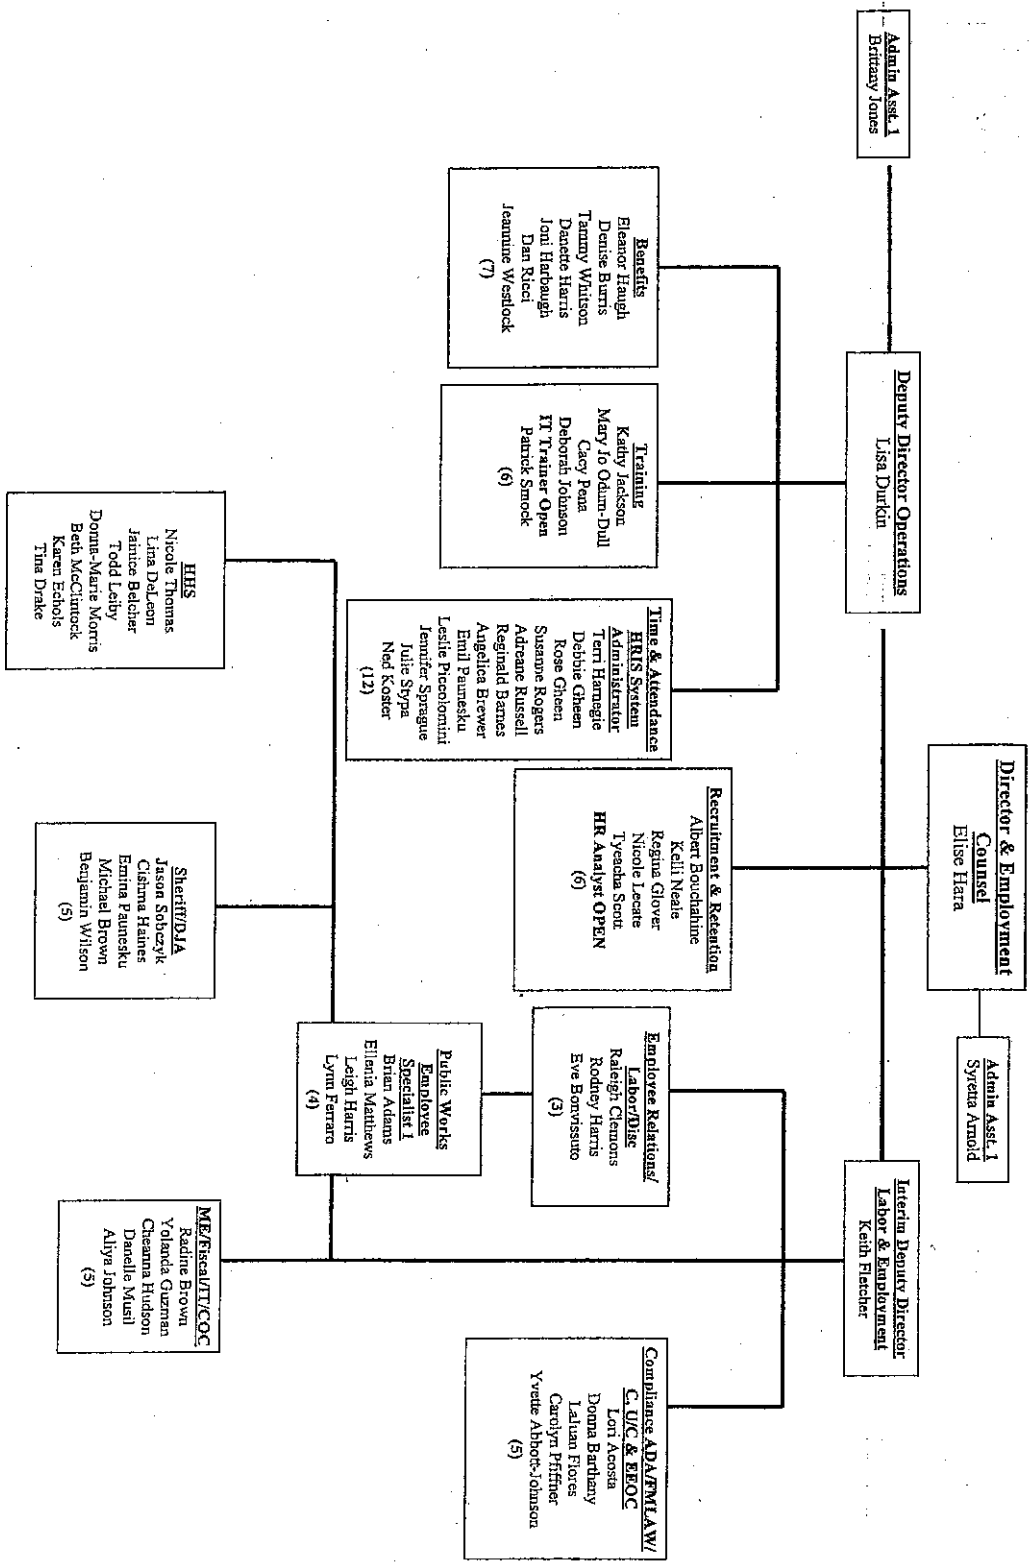 Director & Employment
Counsel
Elise Hara
Admin Asst. 1
Syretta Arnold
Admin Asst. 1
Brittany Jones
Deputy Director Operations
Lisa Durkin
Interim Deputy Director
Labor & Employment
Keith Fletcher
Benefits
Eleanor Haugh
Denise Burris
Tammy Whitson
Danette Harris
Joni Harbaugh
Dan Ricci
Jeannine Westlock
(7)
Training
Kathy Jackson
Mary Jo Odum-Dull
Cacy Pena
Deborah Johnson
IT Trainer Open
Patrick Smock
(6)
Time & Attendance
HRIS System
Administrator
Terri Harnegie
Debbie Gheen
Rose Gheen
Susanne Rogers
Adreane Russell
Reginald Barnes
Angelica Brewer
Emil Paunesku
Leslie Piccolomini
Jennifer Sprague
Julie Stypa
Ned Koster
(12)
Recruitment & Retention
Albert Bouchahine
Kelli Neale
Regina Glover
Nicole Lecate
Tyeacha Scott
HR Analyst OPEN
(6)
Employee Relations/
Labor/Disc
Raleigh Clemons
Rodney Harris
Eve Bonvissuto
(3)
Compliance ADA/FMLAW/
C, U/C & EEOC
Lori Acosta
Donna Barthany
LaJuan Flores
Carolyn Pfiffner
Yvette Abbott-Johnson
(5)
HHS
Nicole Thomas
Lina DeLeon
Jainice Belcher
Todd Leiby
Donna-Marie Morris
Beth McClintock
Karen Echols
Tina Drake
Sheriff/DJA
Jason Sobczyk
Cishma Haines
Emina Paunesku
Michael Brown
Benjamin Wilson
(5)
Public Works
Employee
Specialist 1
Brian Adams
Ellenia Matthews
Leigh Harris
Lynn Ferraro
(4)
ME/Fiscal/IT/COC
Radine Brown
Yolanda Guzman
Cheanna Hudson
Danelle Musil
Aliya Johnson
(5)